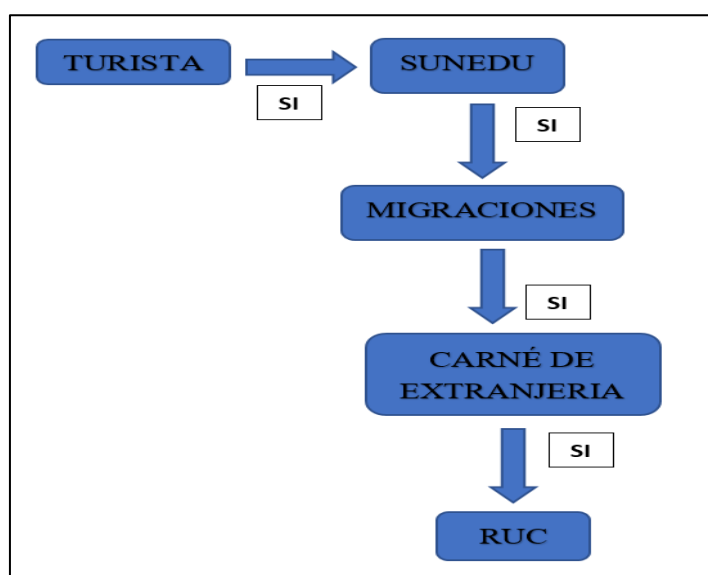 TURISTA
SI
SUNEDU
SI
MIGRACIONES
SI
CARNÉ DE
EXTRANJERIA
SI
RUC